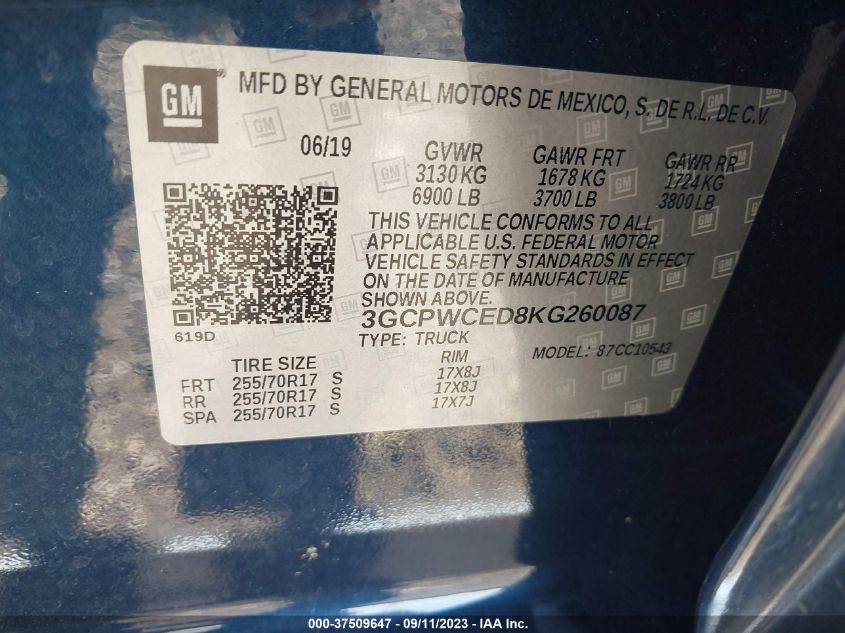 GM
MFD BY GENERAL MOTORS DE MEXICO, S. DE R.L. DE C.V.
06/19 GVWR GAWR FRT GAWR RR
3130 KG 1678 KG 1724 KG
6900 LB 3700 LB 3800 LB
THIS VEHICLE CONFORMS TO ALL
APPLICABLE U.S. FEDERAL MOTOR
VEHICLE SAFETY STANDARDS IN EFFECT
ON THE DATE OF MANUFACTURE
SHOWN ABOVE.
619D
3GCPWCED8KG260087
TYPE: TRUCK MODEL: 87CC10543
TIRE SIZE RIM
FRT 255/70R17 S 17X8J
RR 255/70R17 S 17X8J
SPA 255/70R17 S 17X7J
000-37509647 - 09/11/2023 - IAA Inc.